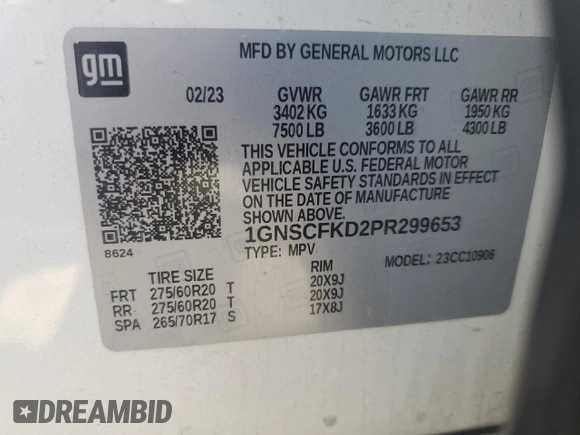 gm
MFD BY GENERAL MOTORS LLC
02/23 GVWR GAWR FRT GAWR RR
3402 KG 1633 KG 1950 KG
7500 LB 3600 LB 4300 LB
THIS VEHICLE CONFORMS TO ALL
APPLICABLE U.S. FEDERAL MOTOR
VEHICLE SAFETY STANDARDS IN EFFECT
ON THE DATE OF MANUFACTURE
SHOWN ABOVE.
1GNSCFKD2PR299653
8624
TYPE: MPV MODEL: 23CC10906
TIRE SIZE RIM
FRT 275/60R20 T 20X9J
RR 275/60R20 T 20X9J
SPA 265/70R17 S 17X8J
DREAMBID